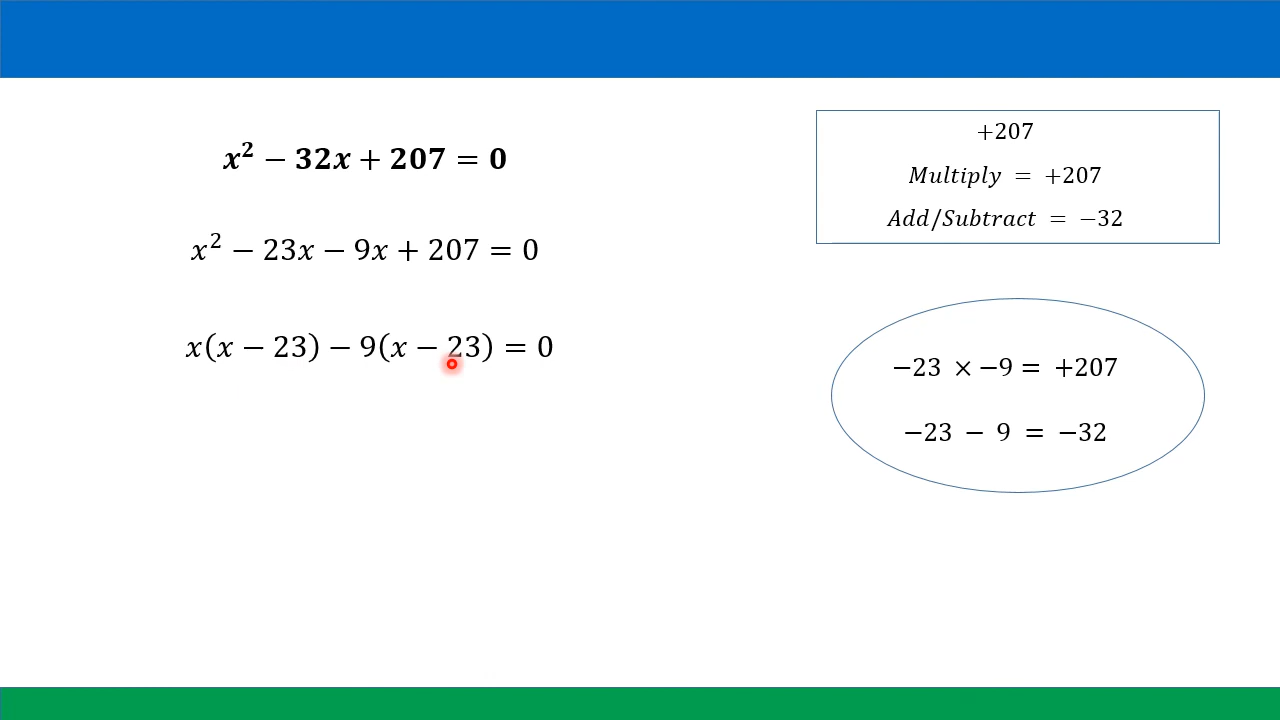 x² − 32x + 207 = 0
x² − 23x − 9x + 207 = 0
x(x − 23) − 9(x − 23) = 0
+207
Multiply = +207
Add/Subtract = −32
−23 × −9 = +207
−23 − 9 = −32